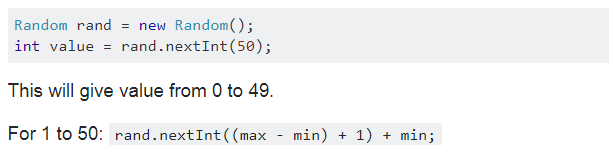 Random rand = new Random();
int value = rand.nextInt(50);
This will give value from 0 to 49.
For 1 to 50: rand.nextInt((max - min) + 1) + min;